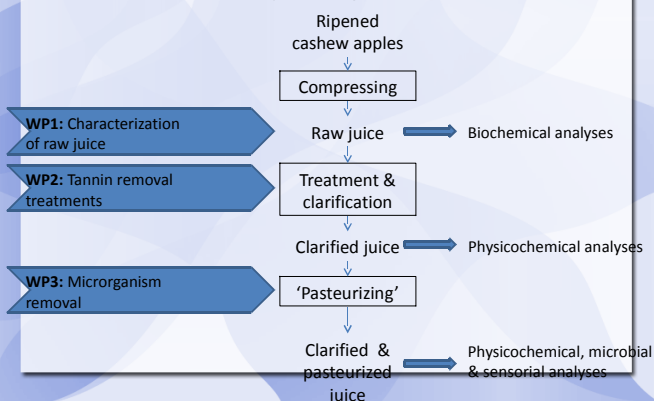 Ripened
cashew apples
Compressing
WP1: Characterization
of raw juice
Raw juice
Biochemical analyses
WP2: Tannin removal
treatments
Treatment &
clarification
Clarified juice
Physicochemical analyses
WP3: Microrganism
removal
'Pasteurizing'
Clarified &
pasteurized
juice
Physicochemical, microbial
& sensorial analyses